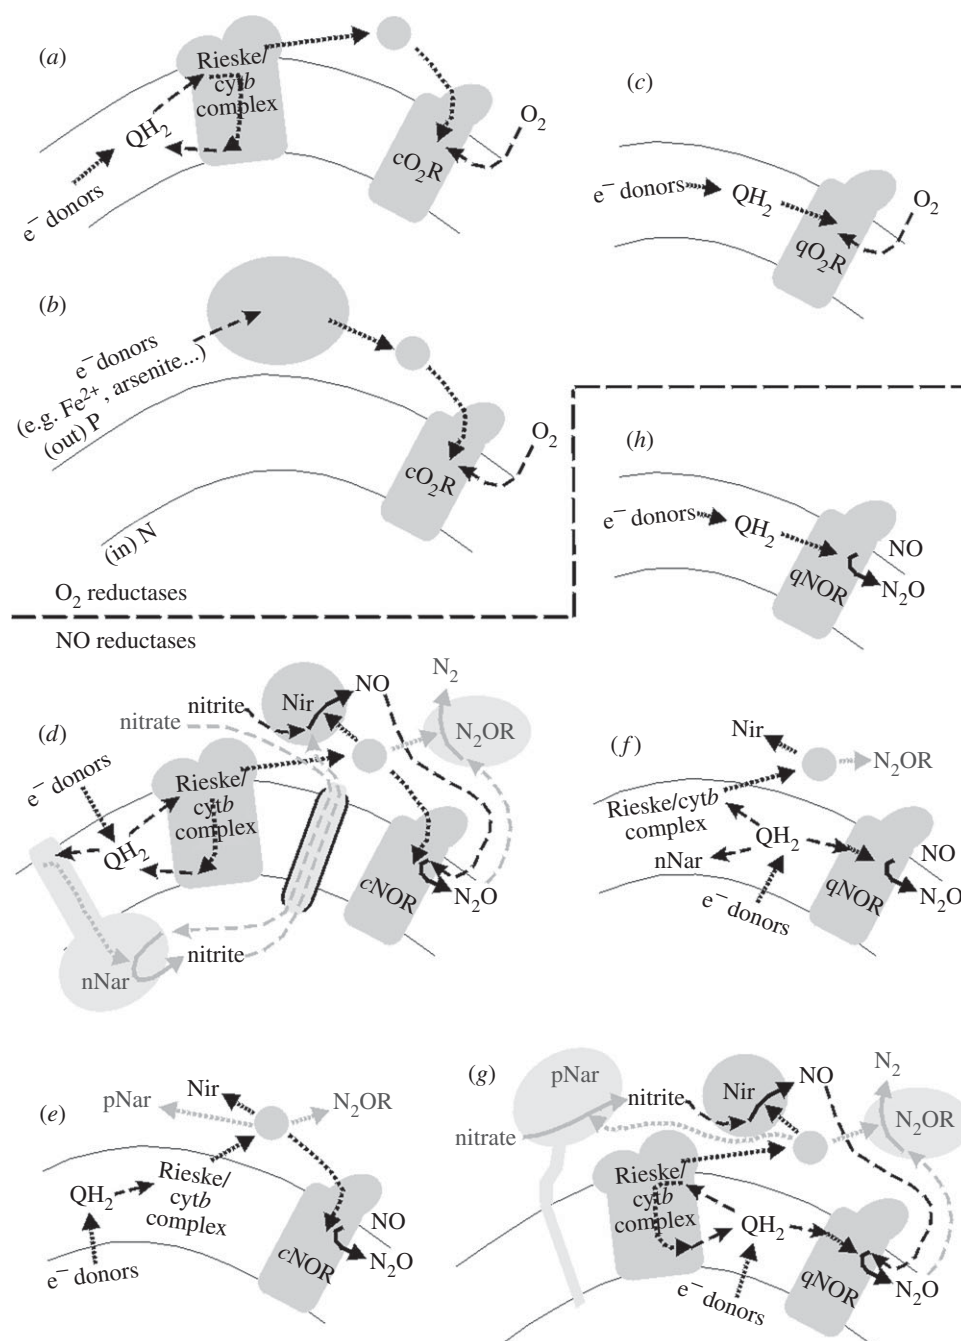 (a)
Rieske/
cytb
complex
QH2
e− donors
cO2R
O2
(c)
e− donors
QH2
qO2R
O2
(b)
e− donors
(e.g. Fe2+, arsenite...)
(out) P
cO2R
O2
(in) N
O2 reductases
(h)
e− donors
QH2
qNOR
NO
N2O
NO reductases
(d)
nitrate
nitrite
Nir
NO
N2
N2OR
e− donors
Rieske/
cytb
complex
QH2
cNOR
N2O
nNar
nitrite
(f)
Nir
N2OR
Rieske/cytb
complex
QH2
nNar
e− donors
qNOR
NO
N2O
(e)
pNar
Nir
N2OR
QH2
Rieske/
cytb
complex
e− donors
cNOR
NO
N2O
(g)
pNar
nitrate
nitrite
Nir
NO
N2
N2OR
Rieske/
cytb
complex
QH2
e− donors
qNOR
N2O